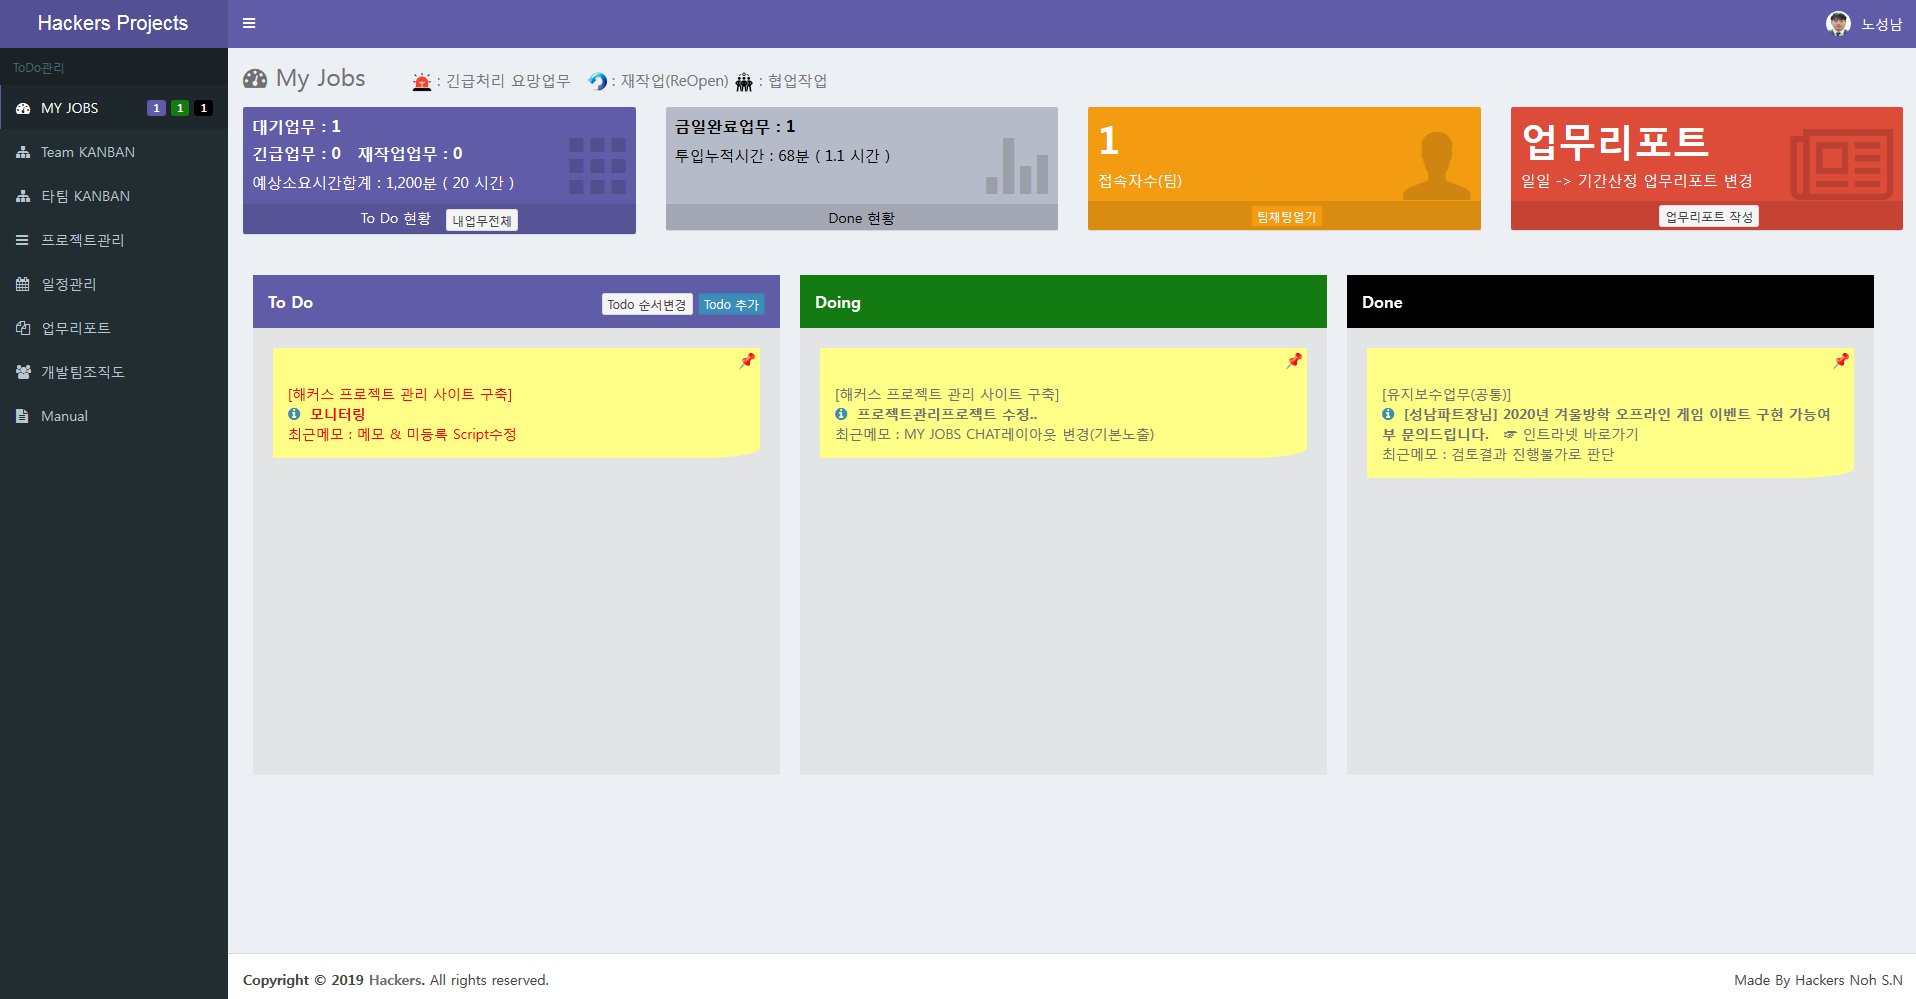 Hackers Projects
노성남
ToDo관리
MY JOBS 1 1 1
Team KANBAN
타팀 KANBAN
프로젝트관리
일정관리
업무리포트
개발팀조직도
Manual
My Jobs : 긴급처리 요망업무 : 재작업(ReOpen) : 협업작업
대기업무 : 1
긴급업무 : 0 재작업업무 : 0
예상소요시간합계 : 1,200분 ( 20 시간 )
To Do 현황 내업무전체
금일완료업무 : 1
투입누적시간 : 68분 ( 1.1 시간 )
Done 현황
1
접속자수(팀)
팀채팅열기
업무리포트
일일 -> 기간산정 업무리포트 변경
업무리포트 작성
To Do Todo 순서변경 Todo 추가
[해커스 프로젝트 관리 사이트 구축]
모니터링
최근메모 : 메모 & 미등록 Script수정
Doing
[해커스 프로젝트 관리 사이트 구축]
프로젝트관리프로젝트 수정..
최근메모 : MY JOBS CHAT레이아웃 변경(기본노출)
Done
[유지보수업무(공통)]
[성남파트장님] 2020년 겨울방학 오프라인 게임 이벤트 구현 가능여
부 문의드립니다. ☞ 인트라넷 바로가기
최근메모 : 검토결과 진행불가로 판단
Copyright © 2019 Hackers. All rights reserved.
Made By Hackers Noh S.N